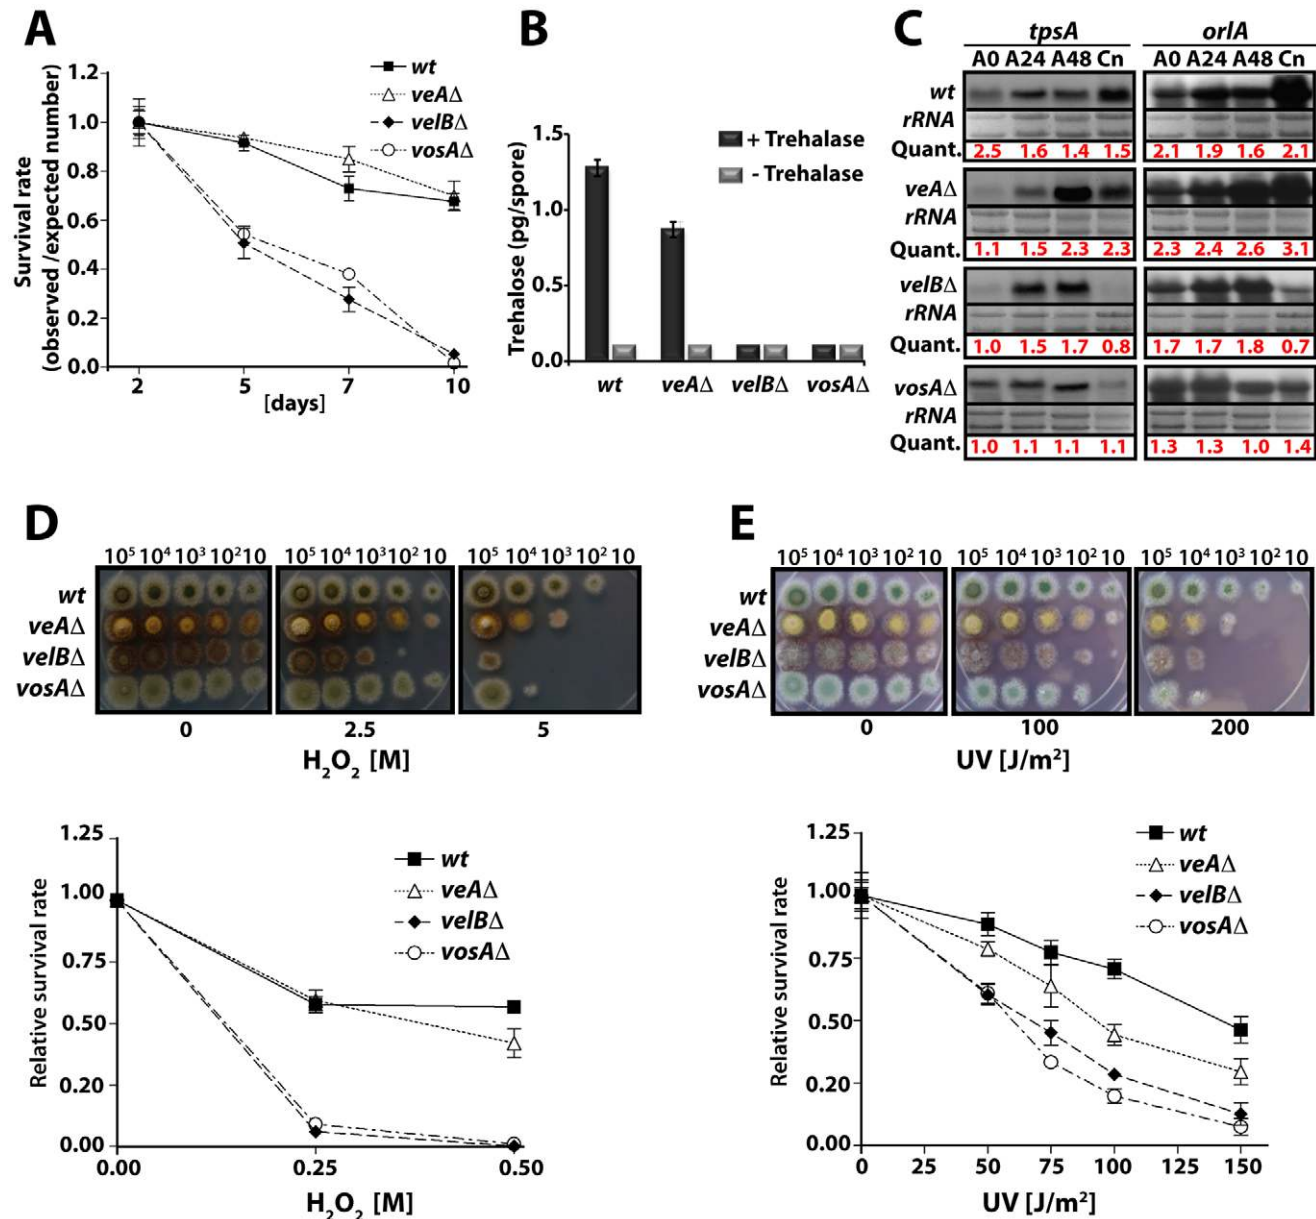 A
wt
veAΔ
velBΔ
vosAΔ
1.2
1.0
0.8
0.6
0.4
0.2
0.0
Survival rate
(observed /expected number)
2 5 7 10
[days]
B
+ Trehalase
- Trehalase
1.5
1.0
0.5
0.0
Trehalose (pg/spore)
wt veAΔ velBΔ vosAΔ
C
tpsA orlA
A0 A24 A48 Cn A0 A24 A48 Cn
wt
rRNA
Quant. 2.5 1.6 1.4 1.5 2.1 1.9 1.6 2.1
veAΔ
rRNA
Quant. 1.1 1.5 2.3 2.3 2.3 2.4 2.6 3.1
velBΔ
rRNA
Quant. 1.0 1.5 1.7 0.8 1.7 1.7 1.8 0.7
vosAΔ
rRNA
Quant. 1.0 1.1 1.1 1.1 1.3 1.3 1.0 1.4
D
10⁵ 10⁴ 10³ 10² 10 10⁵ 10⁴ 10³ 10² 10 10⁵ 10⁴ 10³ 10² 10
wt
veAΔ
velBΔ
vosAΔ
0 2.5 5
H₂O₂ [M]
1.25
1.00
0.75
0.50
0.20
0.00
Relative survival rate
wt
veAΔ
velBΔ
vosAΔ
0.00 0.25 0.50
H₂O₂ [M]
E
10⁵ 10⁴ 10³ 10² 10 10⁵ 10⁴ 10³ 10² 10 10⁵ 10⁴ 10³ 10² 10
wt
veAΔ
velBΔ
vosAΔ
0 100 200
UV [J/m²]
1.25
1.00
0.75
0.50
0.20
0.00
Relative survival rate
wt
veAΔ
velBΔ
vosAΔ
0 25 50 75 100 125 150
UV [J/m²]